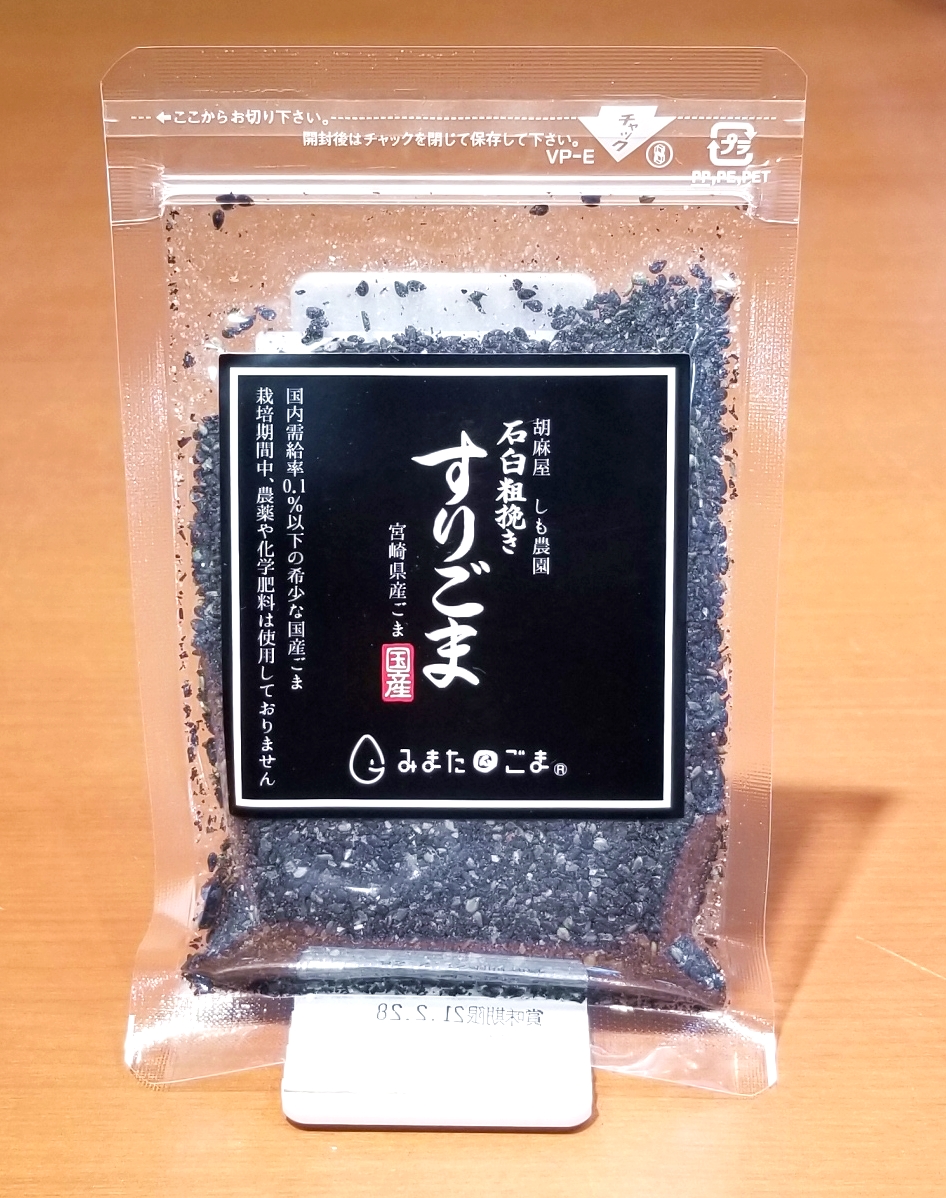 ←ここからお切り下さい。
開封後はチャックを閉じて保存して下さい。
チャック
VP-E
プラ
PP,PE,PET
胡麻屋 しも農園
石臼粗挽き
すりごま
宮崎県産ごま
国産
国内需給率0.1%以下の希少な国産ごま
栽培期間中、農薬や化学肥料は使用しておりません
みまたのごま®
賞味期限21.2.28